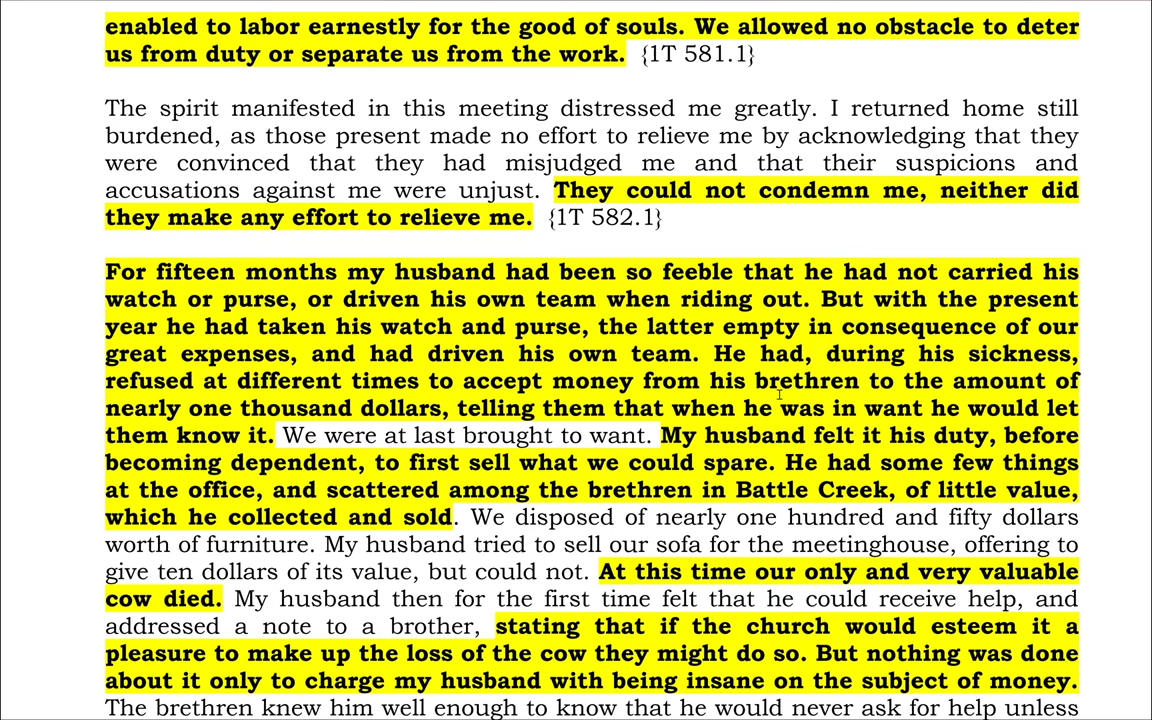 enabled to labor earnestly for the good of souls. We allowed no obstacle to deter
us from duty or separate us from the work. {1T 581.1}
The spirit manifested in this meeting distressed me greatly. I returned home still
burdened, as those present made no effort to relieve me by acknowledging that they
were convinced that they had misjudged me and that their suspicions and
accusations against me were unjust. They could not condemn me, neither did
they make any effort to relieve me. {1T 582.1}
For fifteen months my husband had been so feeble that he had not carried his
watch or purse, or driven his own team when riding out. But with the present
year he had taken his watch and purse, the latter empty in consequence of our
great expenses, and had driven his own team. He had, during his sickness,
refused at different times to accept money from his brethren to the amount of
nearly one thousand dollars, telling them that when he was in want he would let
them know it. We were at last brought to want. My husband felt it his duty, before
becoming dependent, to first sell what we could spare. He had some few things
at the office, and scattered among the brethren in Battle Creek, of little value,
which he collected and sold. We disposed of nearly one hundred and fifty dollars
worth of furniture. My husband tried to sell our sofa for the meetinghouse, offering to
give ten dollars of its value, but could not. At this time our only and very valuable
cow died. My husband then for the first time felt that he could receive help, and
addressed a note to a brother, stating that if the church would esteem it a
pleasure to make up the loss of the cow they might do so. But nothing was done
about it only to charge my husband with being insane on the subject of money.
The brethren knew him well enough to know that he would never ask for help unless